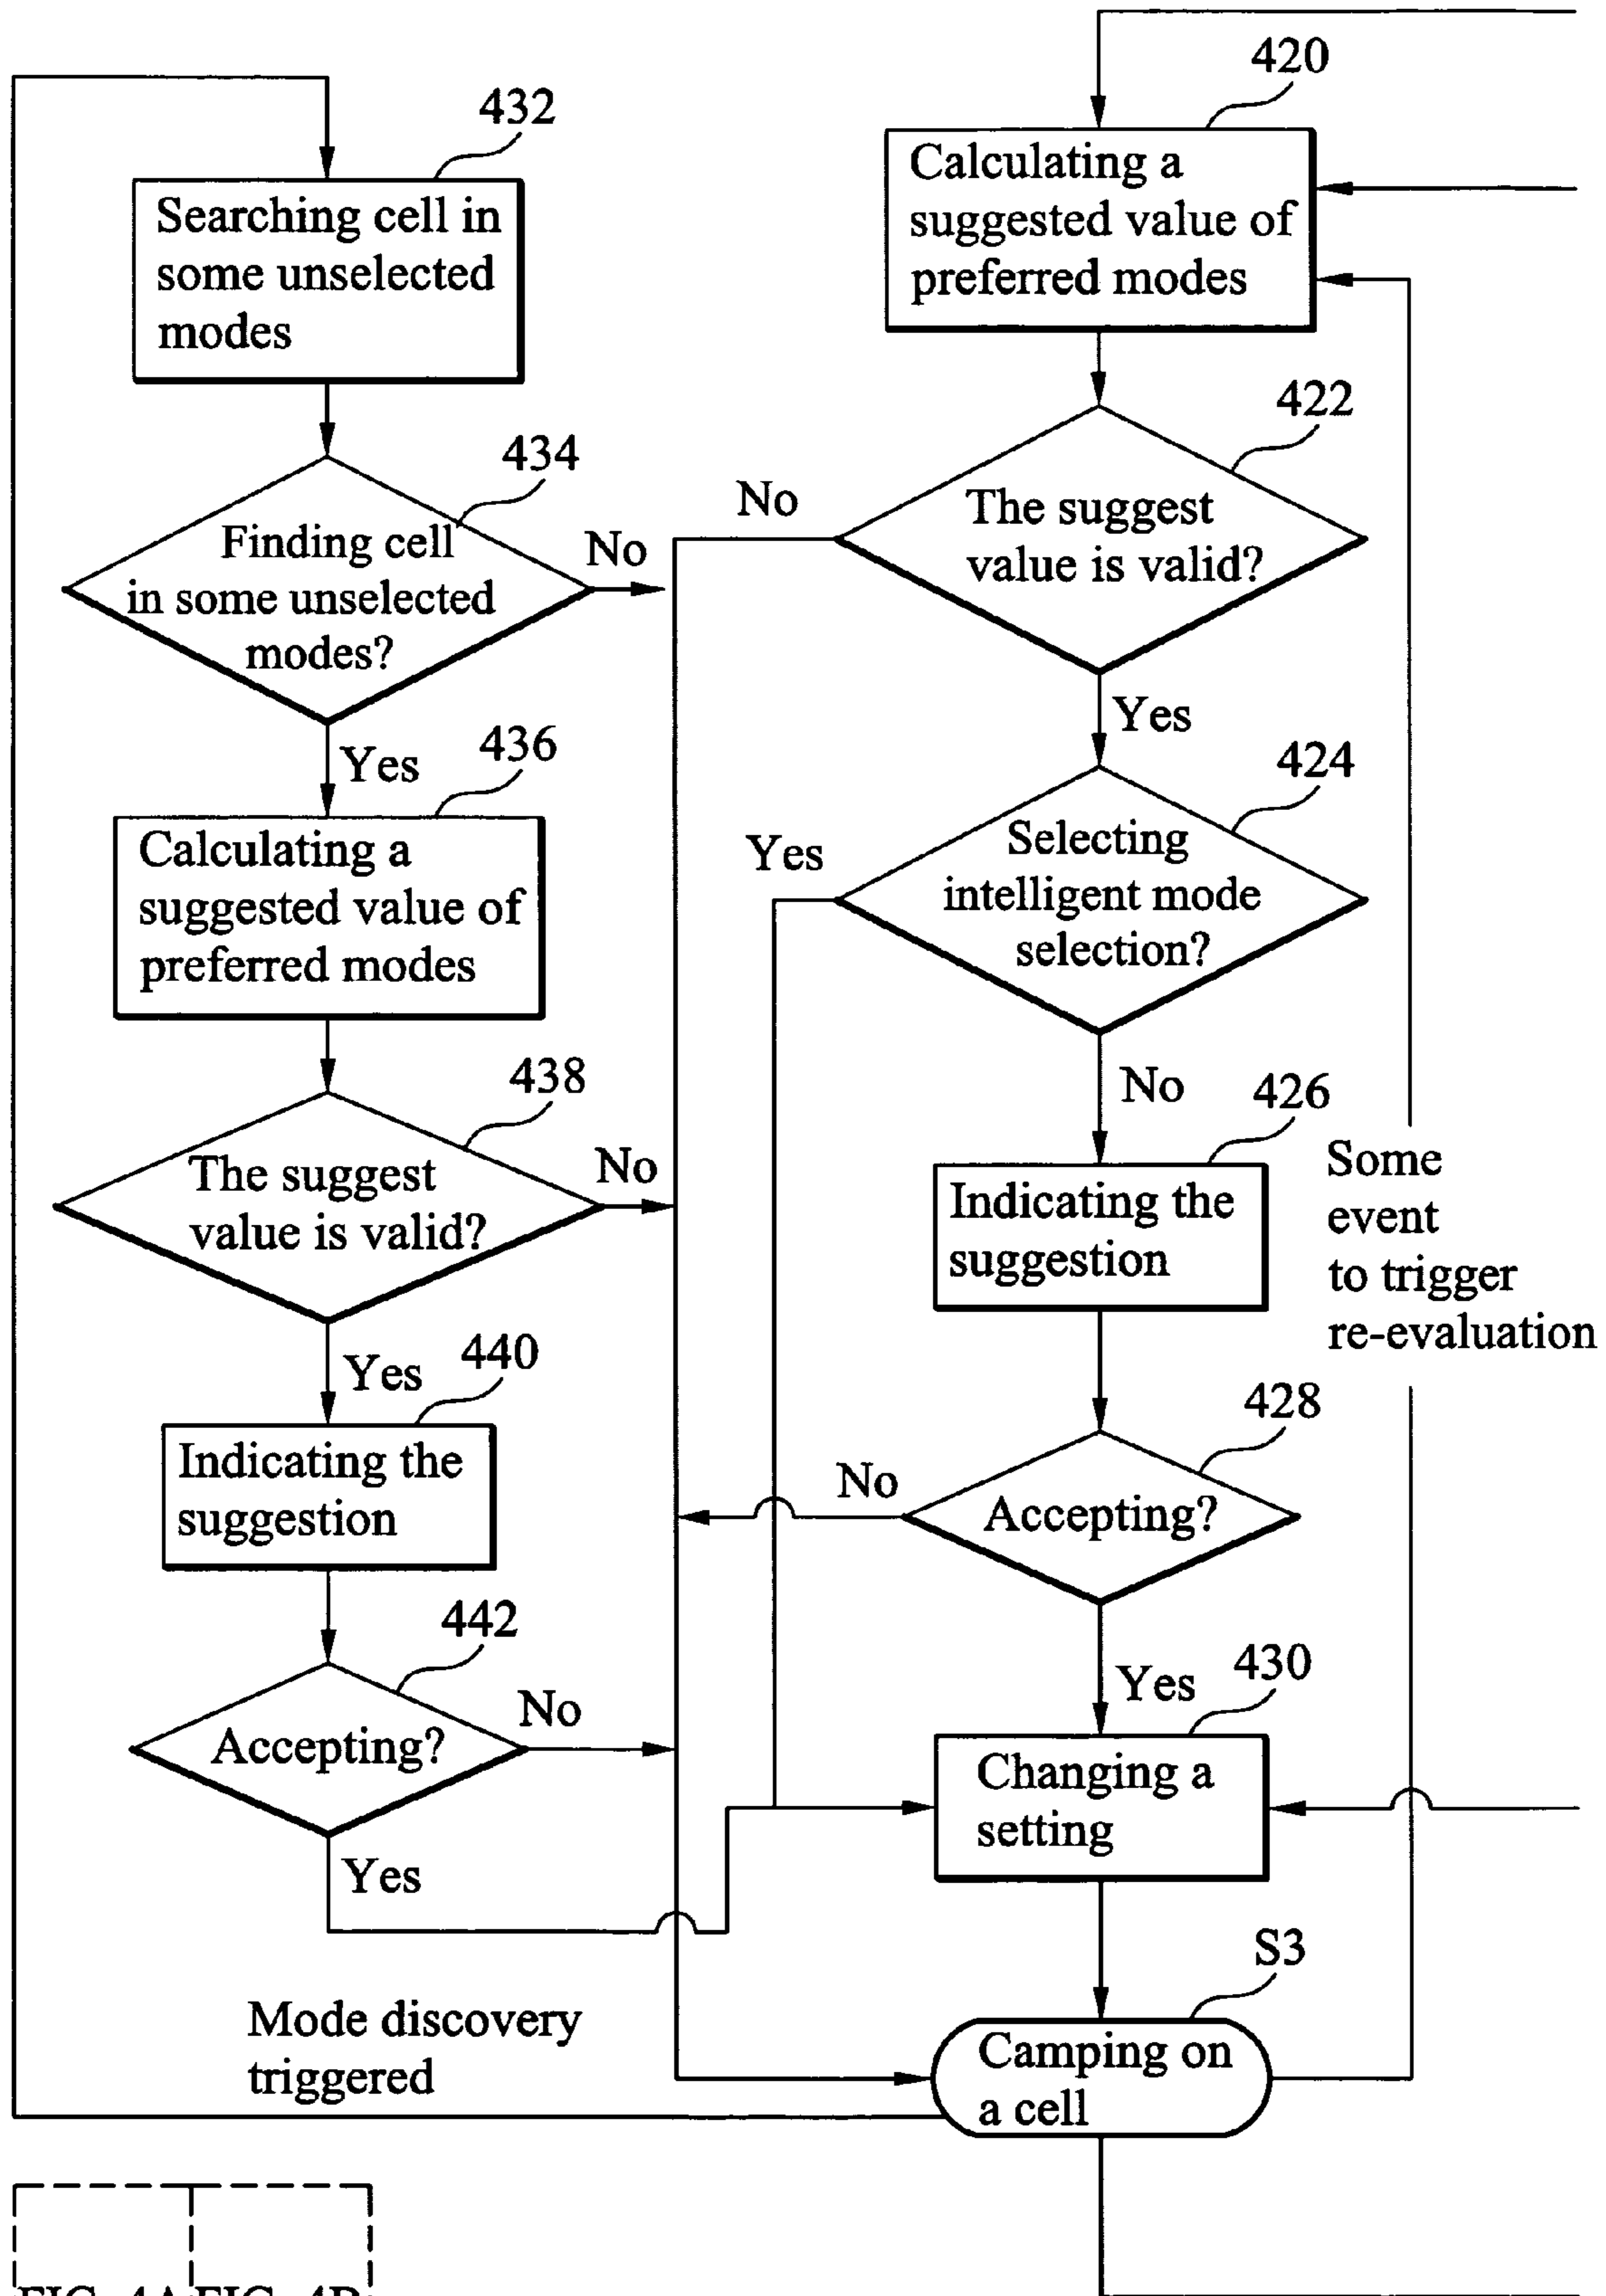 420
432
Calculating a
suggested value of
preferred modes
Searching cell in
some unselected
modes
422
434
No
The suggest
value is valid?
Finding cell
in some unselected
modes?
No
Yes
436
Yes
424
Calculating a
suggested value of
preferred modes
Yes
Selecting
intelligent mode
selection?
438
No
426
The suggest
value is valid?
No
Indicating the
suggestion
Some
event
to trigger
re-evaluation
Yes
440
428
Indicating the
suggestion
No
Accepting?
442
Yes
430
Accepting?
No
Changing a
setting
Yes
S3
Mode discovery
triggered
Camping on
a cell
FIG. 4A FIG. 4B